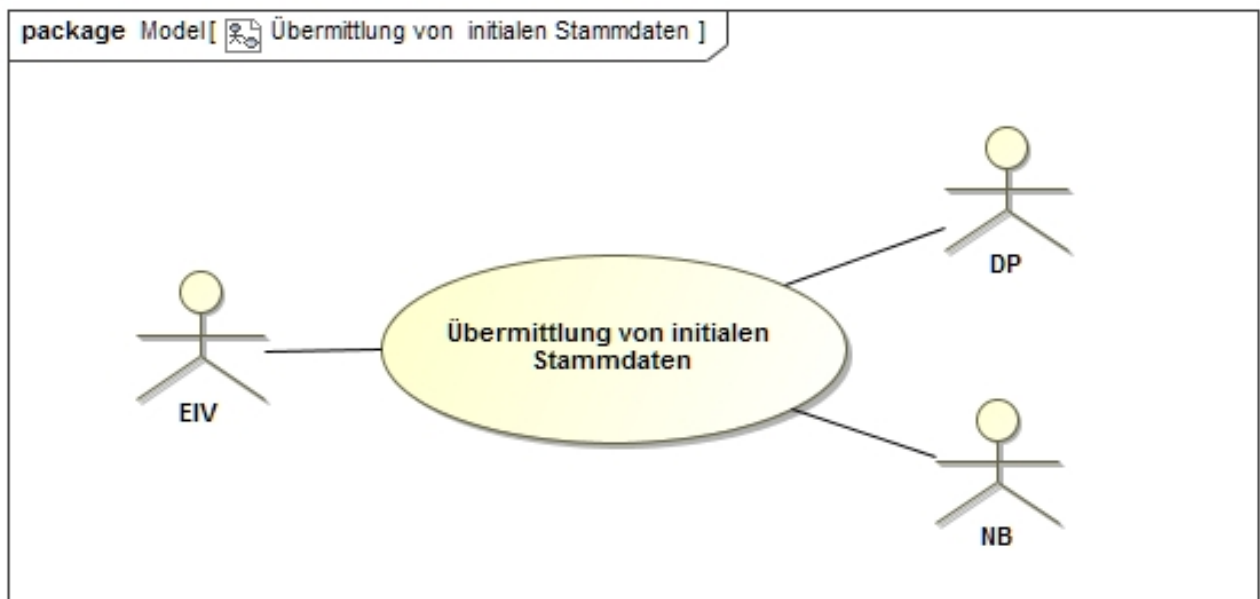 package Model[ Übermittlung von initialen Stammdaten ]
DP
Übermittlung von initialen
Stammdaten
EIV
NB